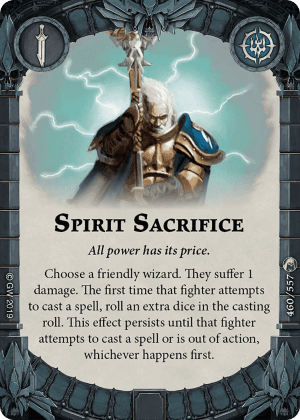 SPIRIT SACRIFICE
All power has its price.
Choose a friendly wizard. They suffer 1
damage. The first time that fighter attempts
to cast a spell, roll an extra dice in the casting
roll. This effect persists until that fighter
attempts to cast a spell or is out of action,
whichever happens first.
© GW 2019
460/557